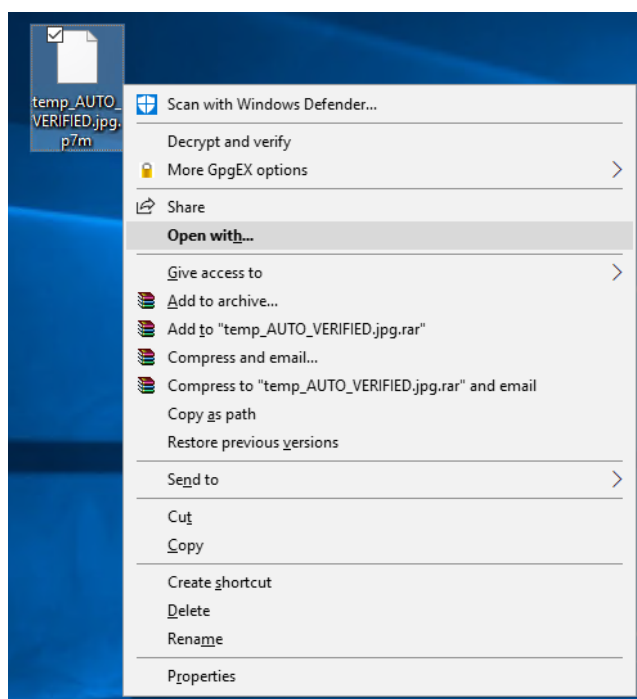 temp_AUTO_
VERIFIED.jpg.
p7m
Scan with Windows Defender...
Decrypt and verify
More GpgEX options
Share
Open with...
Give access to
Add to archive...
Add to "temp_AUTO_VERIFIED.jpg.rar"
Compress and email...
Compress to "temp_AUTO_VERIFIED.jpg.rar" and email
Copy as path
Restore previous versions
Send to
Cut
Copy
Create shortcut
Delete
Rename
Properties